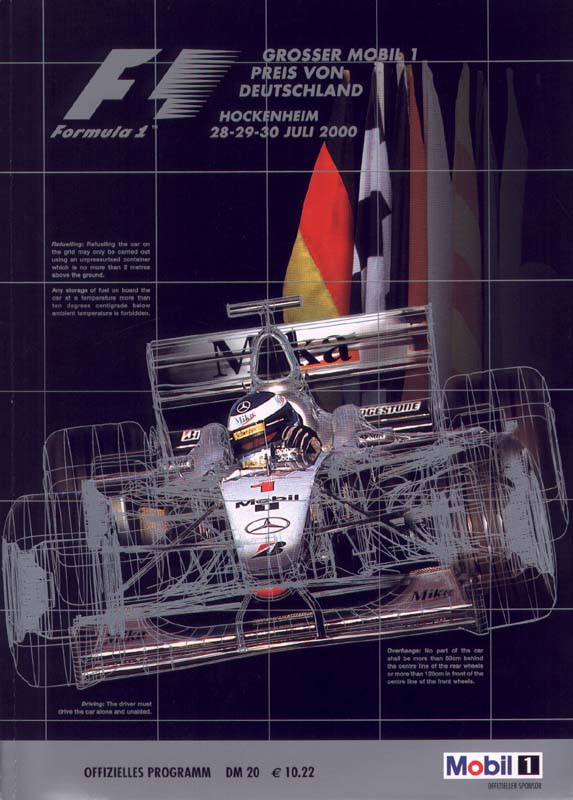 F1
Formula 1™
GROSSER MOBIL 1
PREIS VON
DEUTSCHLAND
HOCKENHEIM
28-29-30 JULI 2000
Refuelling: Refuelling the car on
the grid may only be carried out
using an unpressurised container
which is no more than 2 metres
above the ground.
Any storage of fuel on board the
car at a temperature more than
ten degrees centigrade below
ambient temperature is forbidden.
Mika
BRIDGESTONE
Mika
1
Mobil
1
Mika
Overhangs: No part of the car
shall be more than 50cm behind
the centre line of the rear wheels
or more than 120cm in front of the
centre line of the front wheels.
Driving: The driver must
drive the car alone and unaided.
OFFIZIELLES PROGRAMM DM 20 € 10.22
Mobil 1
OFFIZIELLER SPONSOR